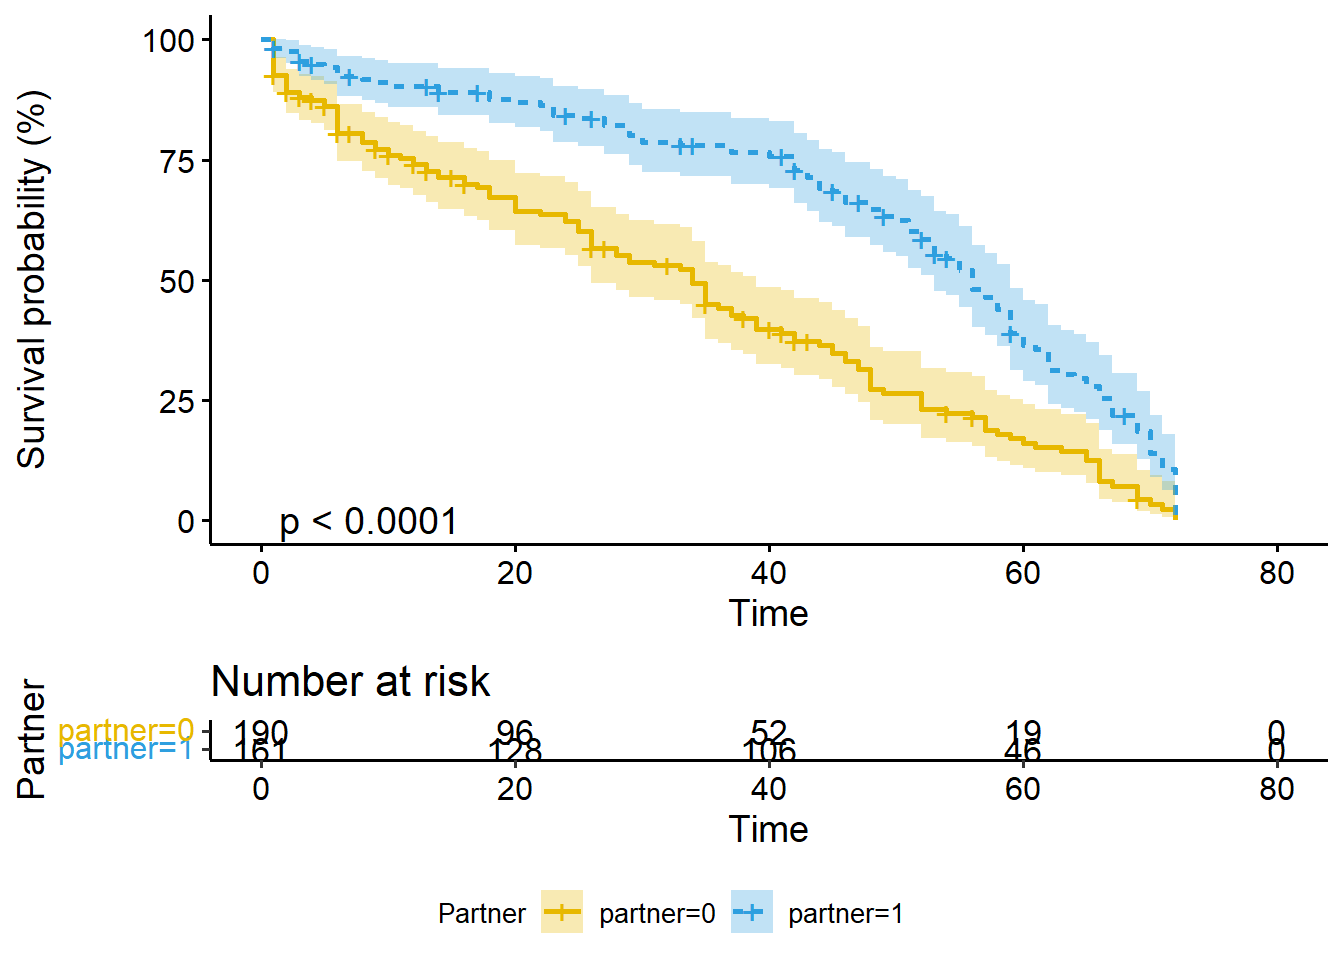 Survival probability (%)
100
75
50
25
0
p < 0.0001
0 20 40 60 80
Time
Number at risk
Partner
partner=0 190 96 52 19 0
partner=1 161 128 106 46 0
0 20 40 60 80
Time
Partner partner=0 partner=1